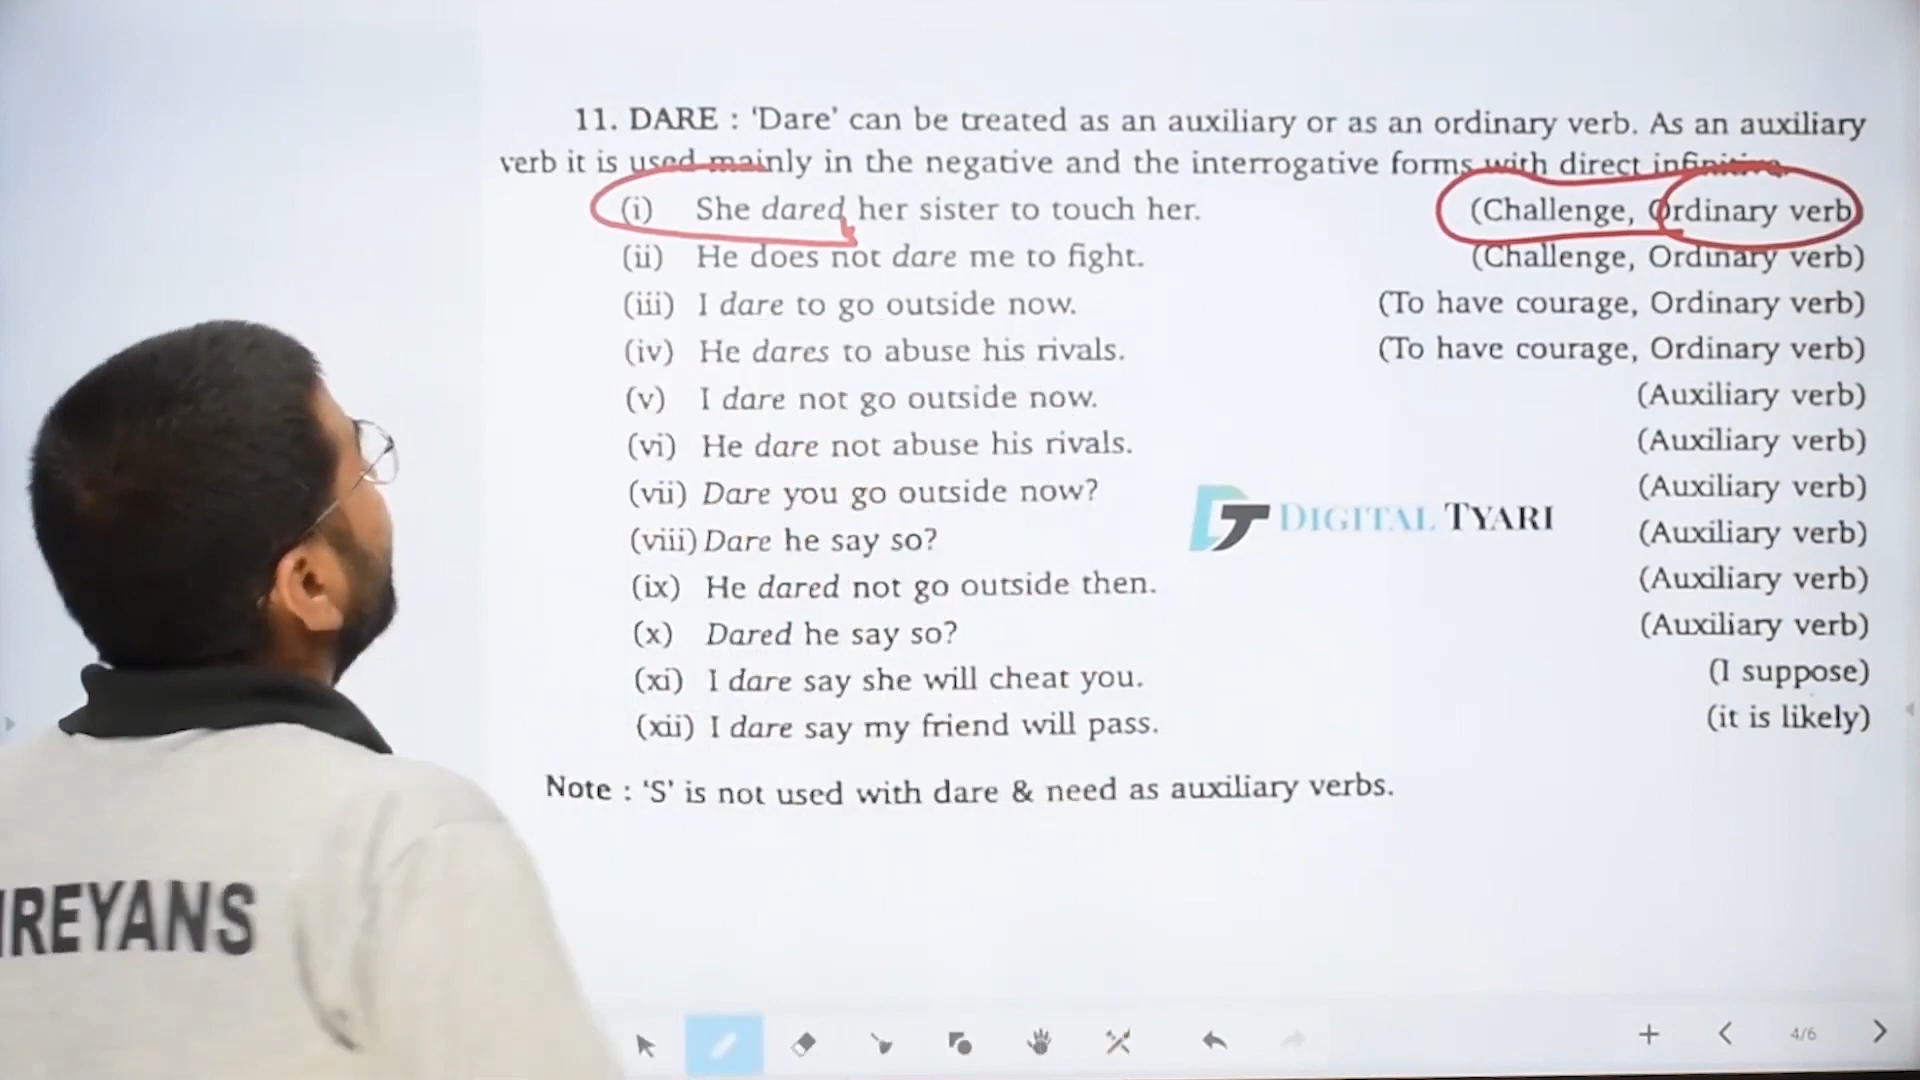 11. DARE : 'Dare' can be treated as an auxiliary or as an ordinary verb. As an auxiliary
verb it is used mainly in the negative and the interrogative forms with direct infinitive.
(i) She dared her sister to touch her. (Challenge, Ordinary verb)
(ii) He does not dare me to fight. (Challenge, Ordinary verb)
(iii) I dare to go outside now. (To have courage, Ordinary verb)
(iv) He dares to abuse his rivals. (To have courage, Ordinary verb)
(v) I dare not go outside now. (Auxiliary verb)
(vi) He dare not abuse his rivals. (Auxiliary verb)
(vii) Dare you go outside now? (Auxiliary verb)
DIGITAL TYARI
(viii) Dare he say so? (Auxiliary verb)
(ix) He dared not go outside then. (Auxiliary verb)
(x) Dared he say so? (Auxiliary verb)
(xi) I dare say she will cheat you. (I suppose)
(xii) I dare say my friend will pass. (it is likely)
Note : 'S' is not used with dare & need as auxiliary verbs.
IREYANS
4/6